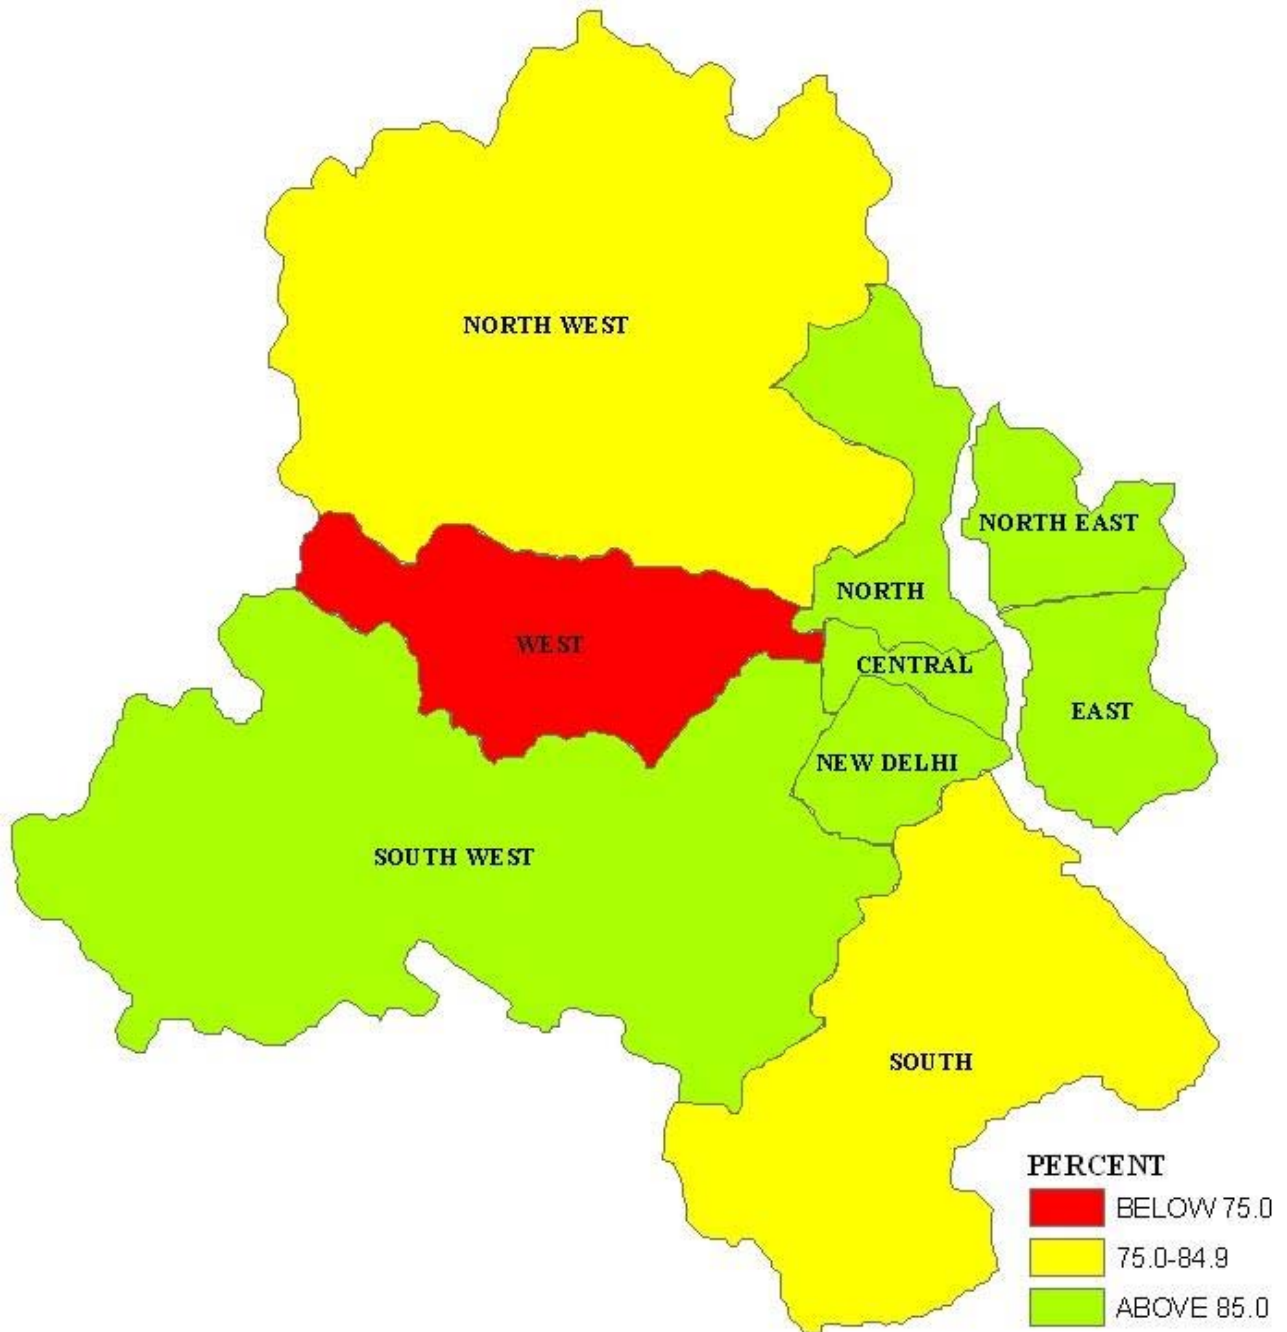 NORTH WEST
NORTH EAST
NORTH
WEST
CENTRAL
EAST
NEW DELHI
SOUTH WEST
SOUTH
PERCENT
BELOW 75.0
75.0-84.9
ABOVE 85.0